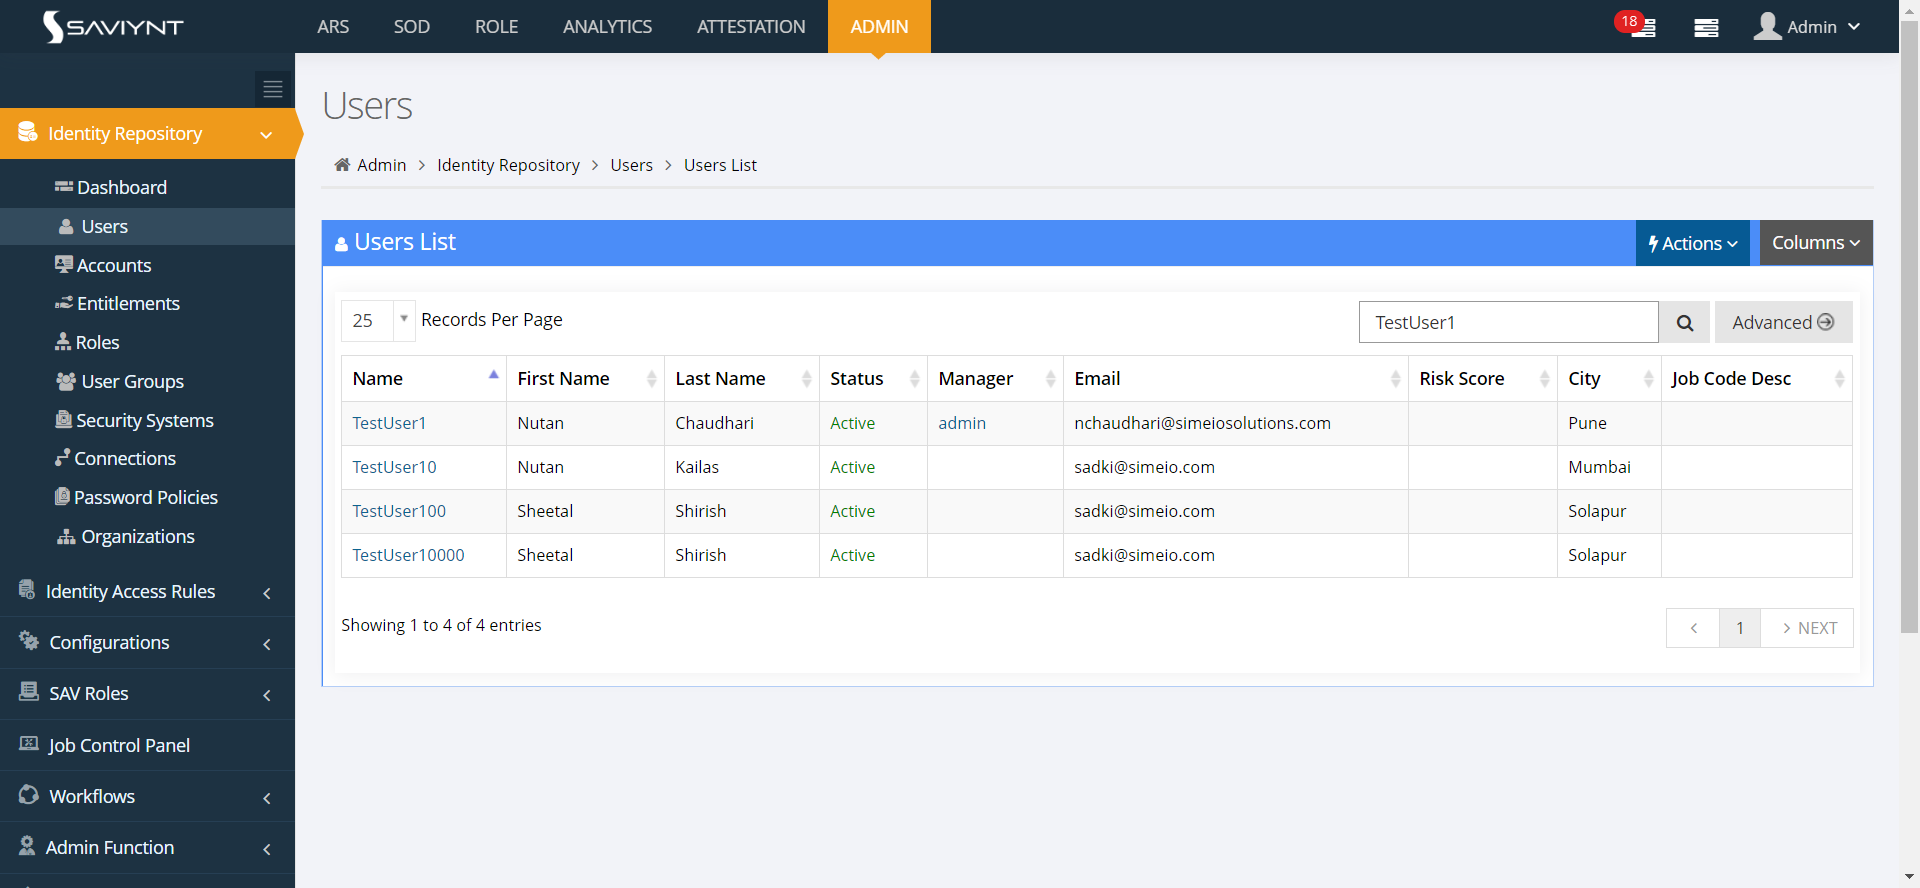 SAVIYNT
ARS SOD ROLE ANALYTICS ATTESTATION ADMIN 18 Admin
Identity Repository
Dashboard
Users
Accounts
Entitlements
Roles
User Groups
Security Systems
Connections
Password Policies
Organizations
Identity Access Rules
Configurations
SAV Roles
Job Control Panel
Workflows
Admin Function
Users
Admin > Identity Repository > Users > Users List
Users List Actions Columns
25 Records Per Page TestUser1 Advanced
Name First Name Last Name Status Manager Email Risk Score City Job Code Desc
TestUser1 Nutan Chaudhari Active admin nchaudhari@simeiosolutions.com Pune
TestUser10 Nutan Kailas Active sadki@simeio.com Mumbai
TestUser100 Sheetal Shirish Active sadki@simeio.com Solapur
TestUser10000 Sheetal Shirish Active sadki@simeio.com Solapur
Showing 1 to 4 of 4 entries < 1 > NEXT